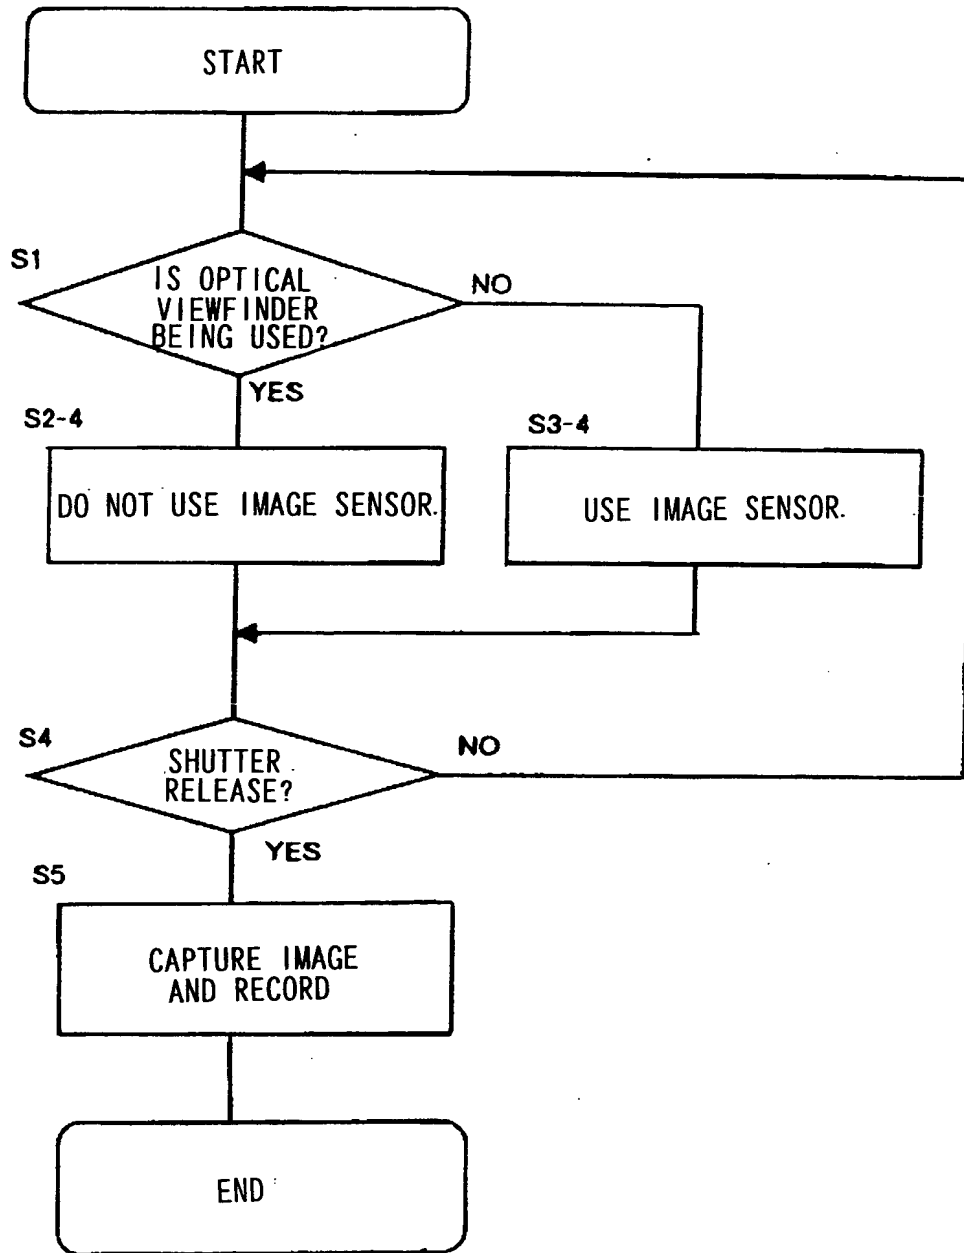 START
S1
IS OPTICAL
VIEWFINDER
BEING USED?
NO
YES
S2-4
DO NOT USE IMAGE SENSOR.
S3-4
USE IMAGE SENSOR.
S4
SHUTTER
RELEASE?
NO
YES
S5
CAPTURE IMAGE
AND RECORD
END